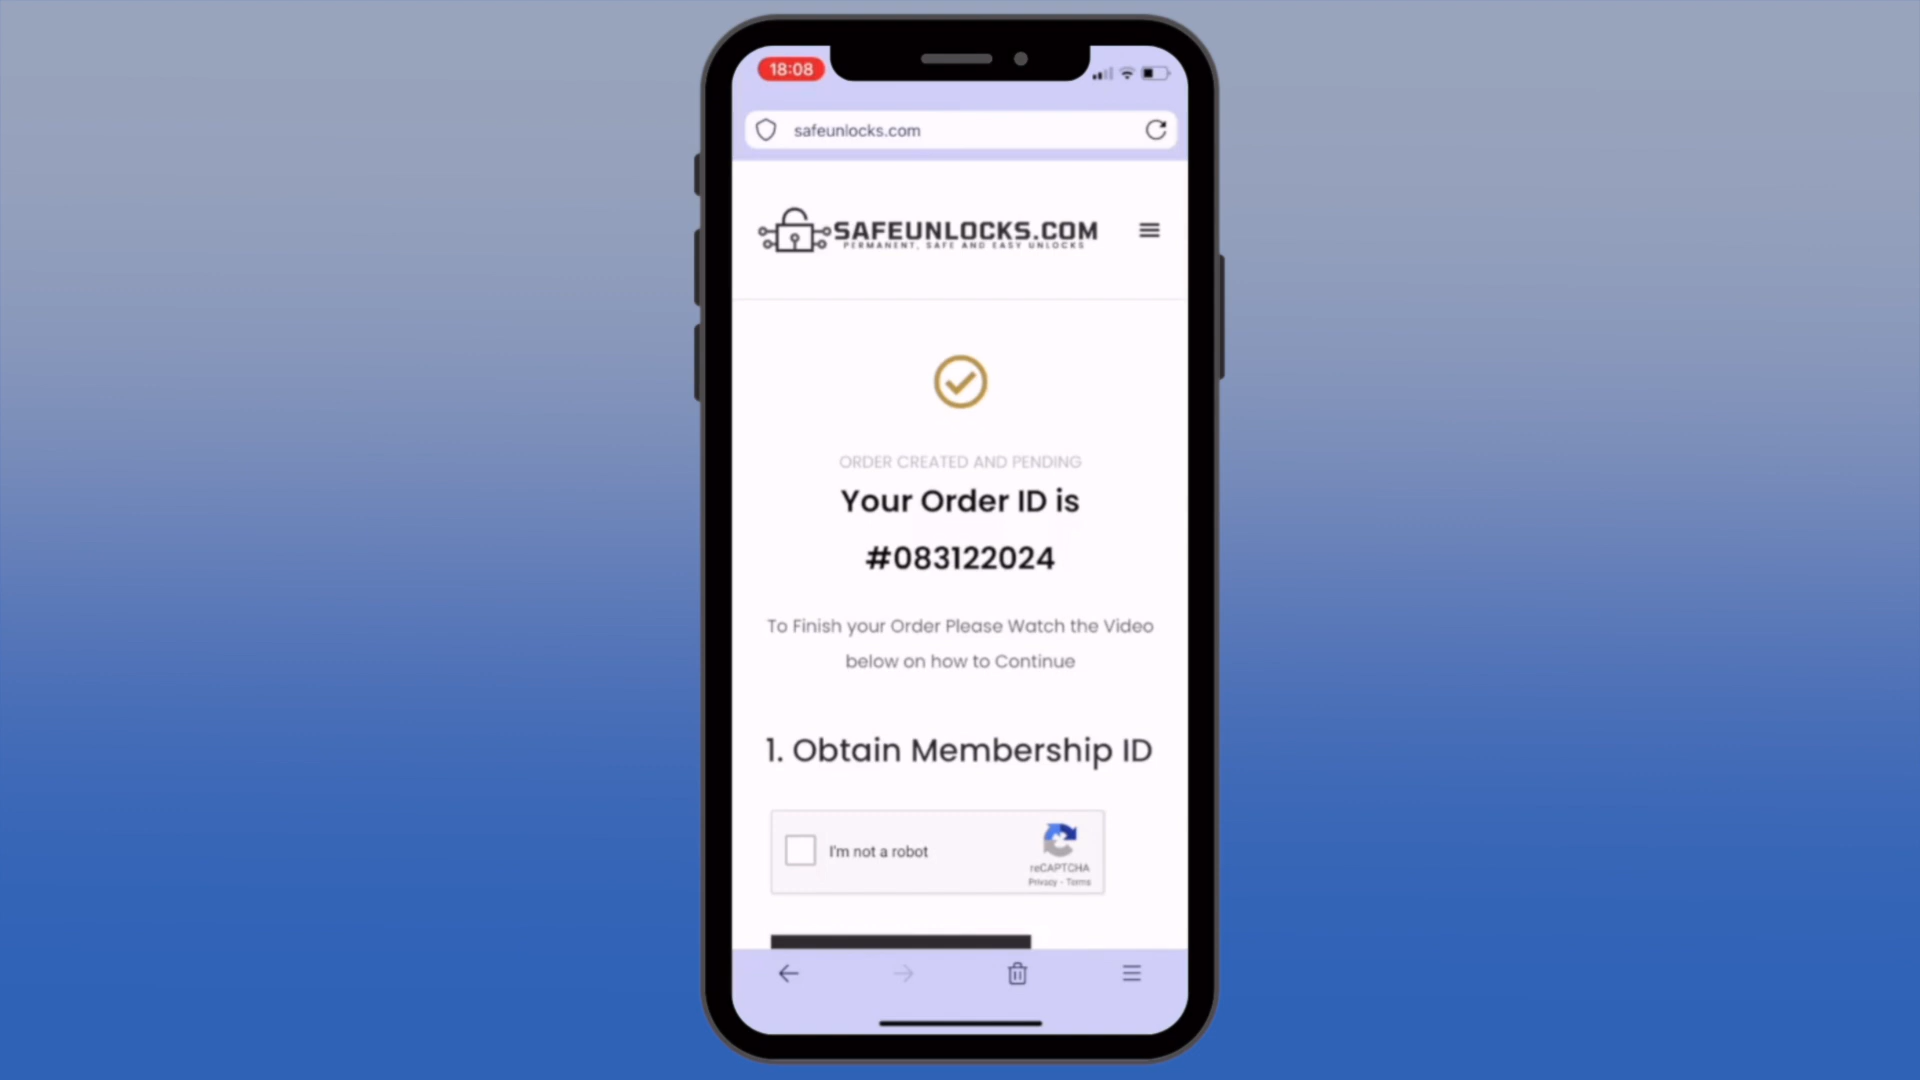 18:08
safeunlocks.com
SAFEUNLOCKS.COM
PERMANENT, SAFE AND EASY UNLOCKS
ORDER CREATED AND PENDING
Your Order ID is
#083122024
To Finish your Order Please Watch the Video
below on how to Continue
1. Obtain Membership ID
I'm not a robot
reCAPTCHA
Privacy - Terms